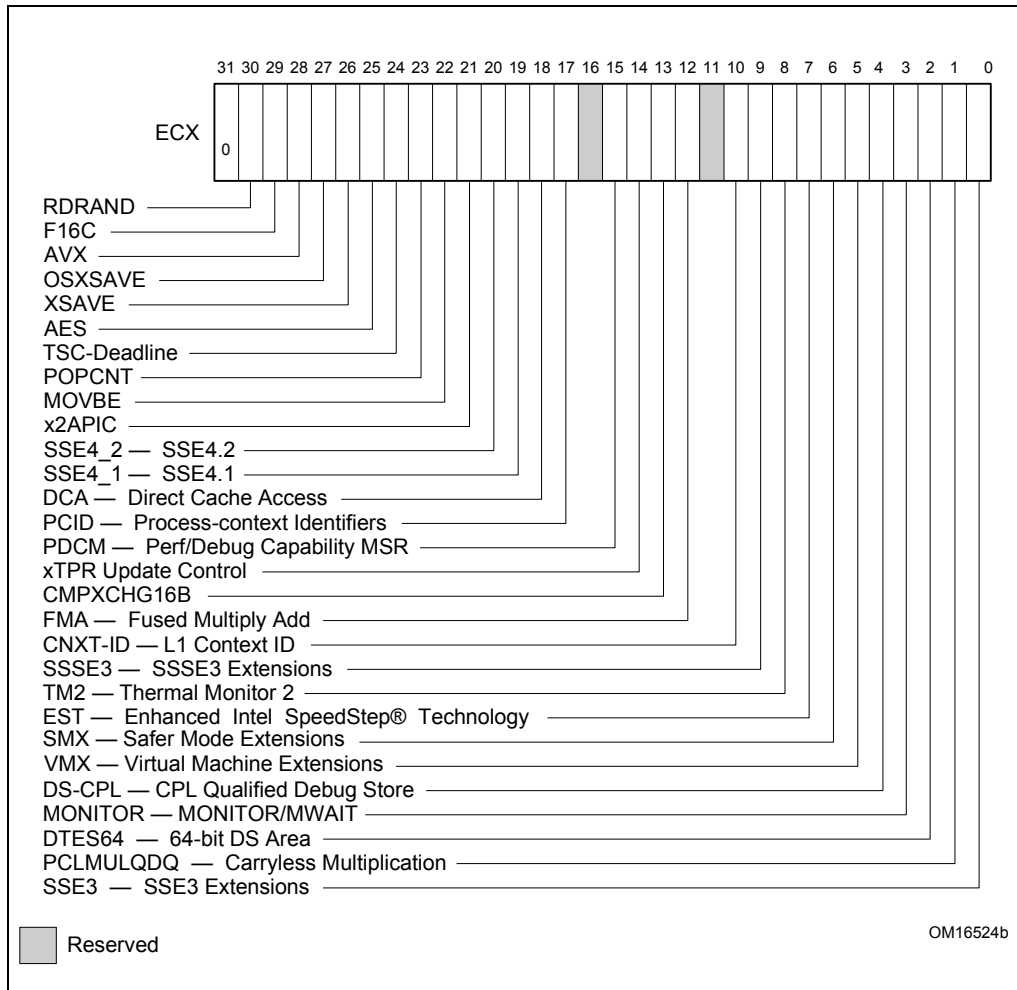 31 30 29 28 27 26 25 24 23 22 21 20 19 18 17 16 15 14 13 12 11 10 9 8 7 6 5 4 3 2 1 0
ECX
0
RDRAND
F16C
AVX
OSXSAVE
XSAVE
AES
TSC-Deadline
POPCNT
MOVBE
x2APIC
SSE4_2 — SSE4.2
SSE4_1 — SSE4.1
DCA — Direct Cache Access
PCID — Process-context Identifiers
PDCM — Perf/Debug Capability MSR
xTPR Update Control
CMPXCHG16B
FMA — Fused Multiply Add
CNXT-ID — L1 Context ID
SSSE3 — SSSE3 Extensions
TM2 — Thermal Monitor 2
EST — Enhanced Intel SpeedStep® Technology
SMX — Safer Mode Extensions
VMX — Virtual Machine Extensions
DS-CPL — CPL Qualified Debug Store
MONITOR — MONITOR/MWAIT
DTES64 — 64-bit DS Area
PCLMULQDQ — Carryless Multiplication
SSE3 — SSE3 Extensions
OM16524b
Reserved